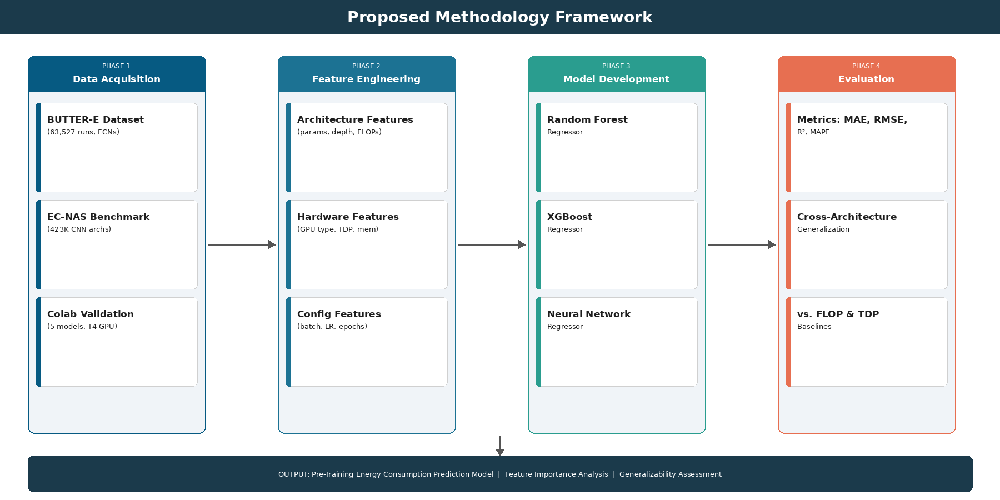 Proposed Methodology Framework
PHASE 1
Data Acquisition
BUTTER-E Dataset
(63,527 runs, FCNs)
EC-NAS Benchmark
(423K CNN archs)
Colab Validation
(5 models, T4 GPU)
PHASE 2
Feature Engineering
Architecture Features
(params, depth, FLOPs)
Hardware Features
(GPU type, TDP, mem)
Config Features
(batch, LR, epochs)
PHASE 3
Model Development
Random Forest
Regressor
XGBoost
Regressor
Neural Network
Regressor
PHASE 4
Evaluation
Metrics: MAE, RMSE,
R², MAPE
Cross-Architecture
Generalization
vs. FLOP & TDP
Baselines
OUTPUT: Pre-Training Energy Consumption Prediction Model | Feature Importance Analysis | Generalizability Assessment